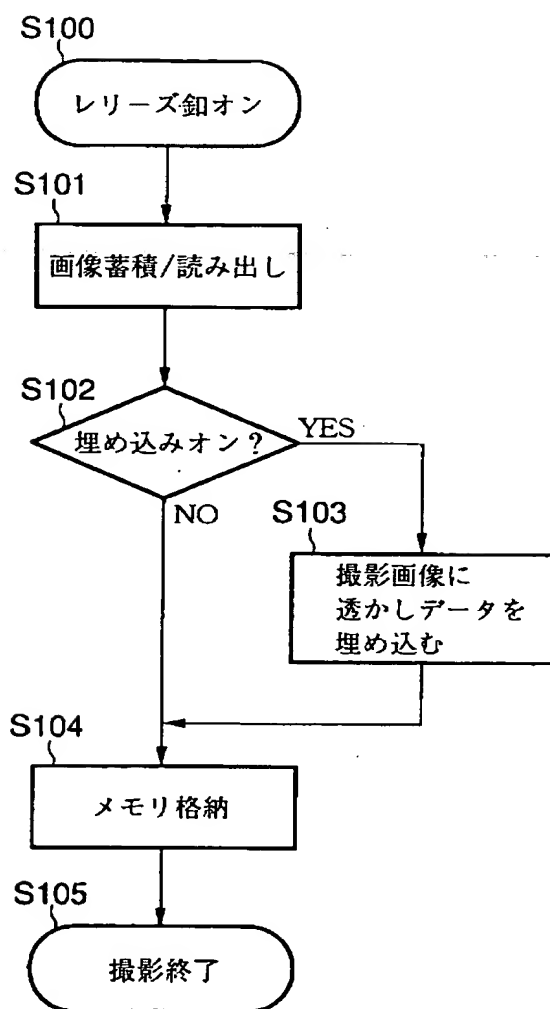 S100
レリーズ釦オン
S101
画像蓄積/読み出し
S102
埋め込みオン?
YES
NO
S103
撮影画像に
透かしデータを
埋め込む
S104
メモリ格納
S105
撮影終了